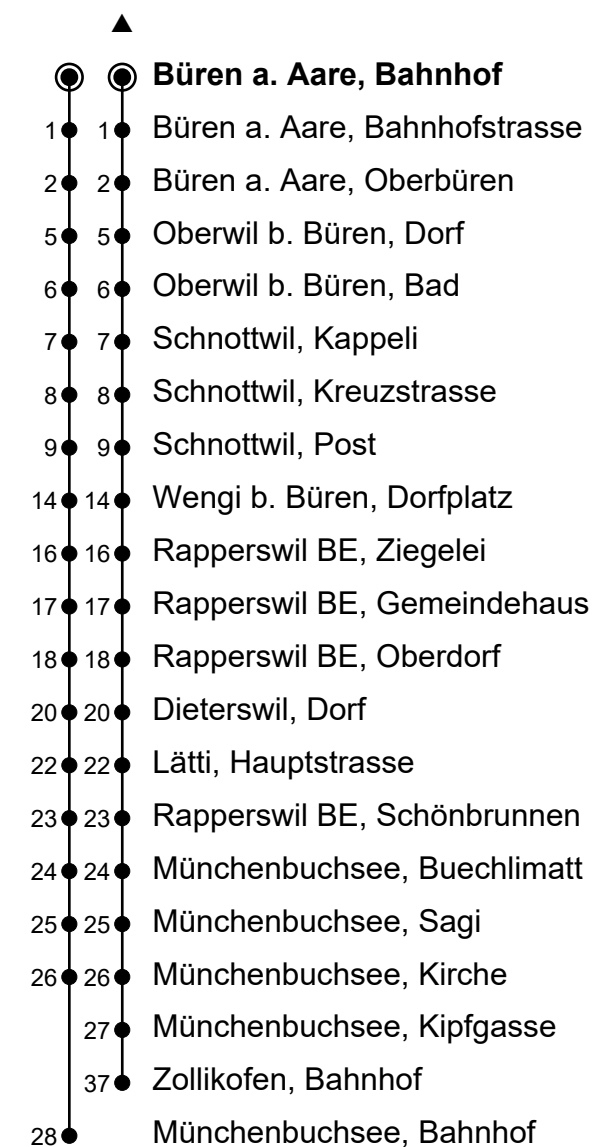 ▲
Büren a. Aare, Bahnhof
1 1 Büren a. Aare, Bahnhofstrasse
2 2 Büren a. Aare, Oberbüren
5 5 Oberwil b. Büren, Dorf
6 6 Oberwil b. Büren, Bad
7 7 Schnottwil, Kappeli
8 8 Schnottwil, Kreuzstrasse
9 9 Schnottwil, Post
14 14 Wengi b. Büren, Dorfplatz
16 16 Rapperswil BE, Ziegelei
17 17 Rapperswil BE, Gemeindehaus
18 18 Rapperswil BE, Oberdorf
20 20 Dieterswil, Dorf
22 22 Lätti, Hauptstrasse
23 23 Rapperswil BE, Schönbrunnen
24 24 Münchenbuchsee, Buechlimatt
25 25 Münchenbuchsee, Sagi
26 26 Münchenbuchsee, Kirche
27 Münchenbuchsee, Kipfgasse
37 Zollikofen, Bahnhof
28 Münchenbuchsee, Bahnhof